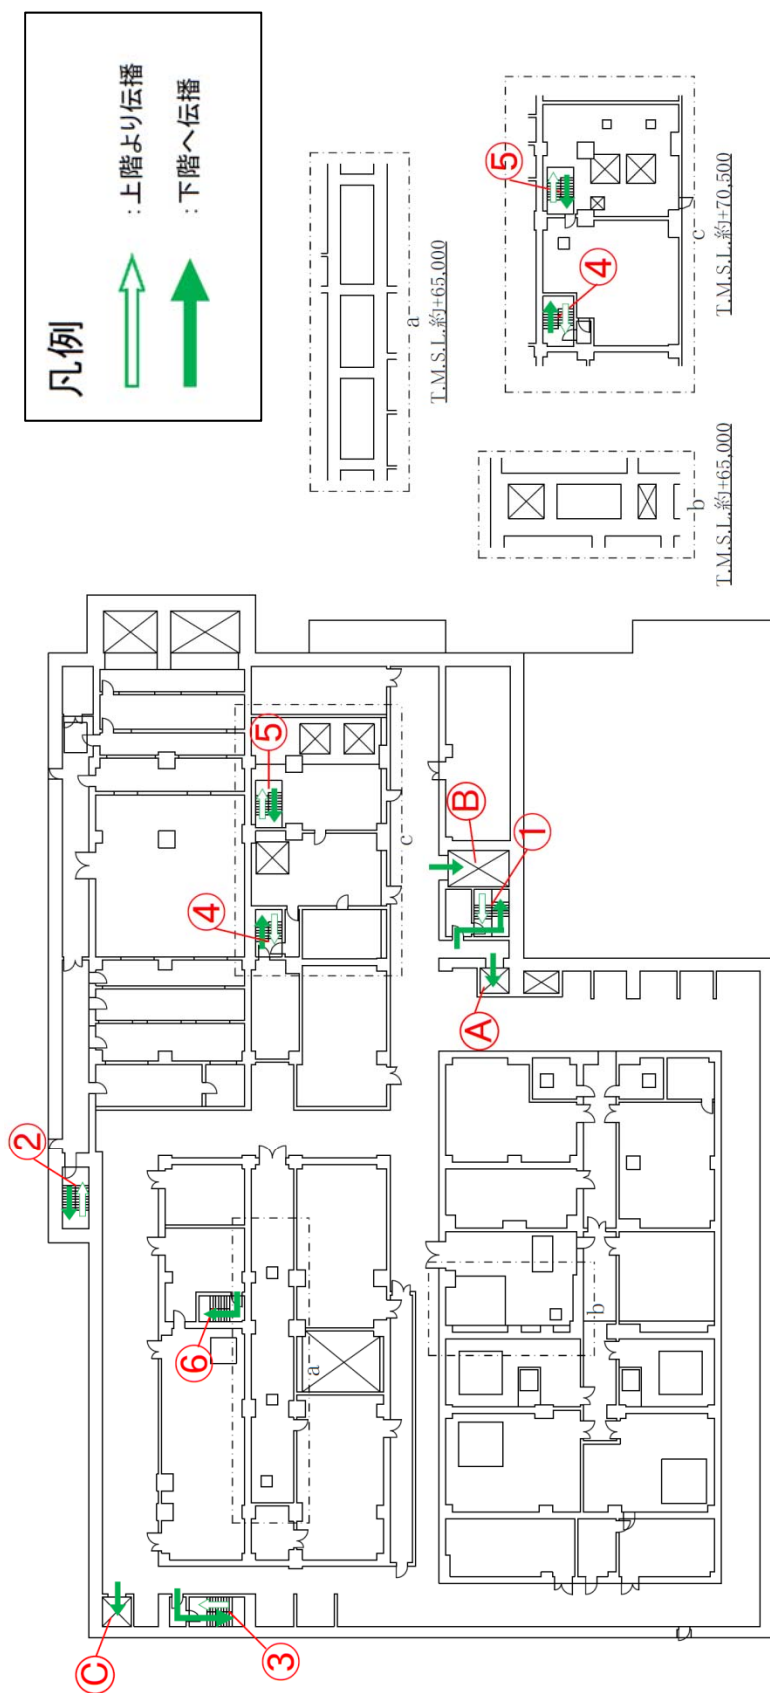 凡例
：上階より伝播
：下階へ伝播
a
T.M.S.L.約+65,000
⑤
④
c
T.M.S.L.約+70,500
b
T.M.S.L.約+65,000
②
⑤
④
c
Ⓑ
①
Ⓐ
⑥
a
b
Ⓒ
③